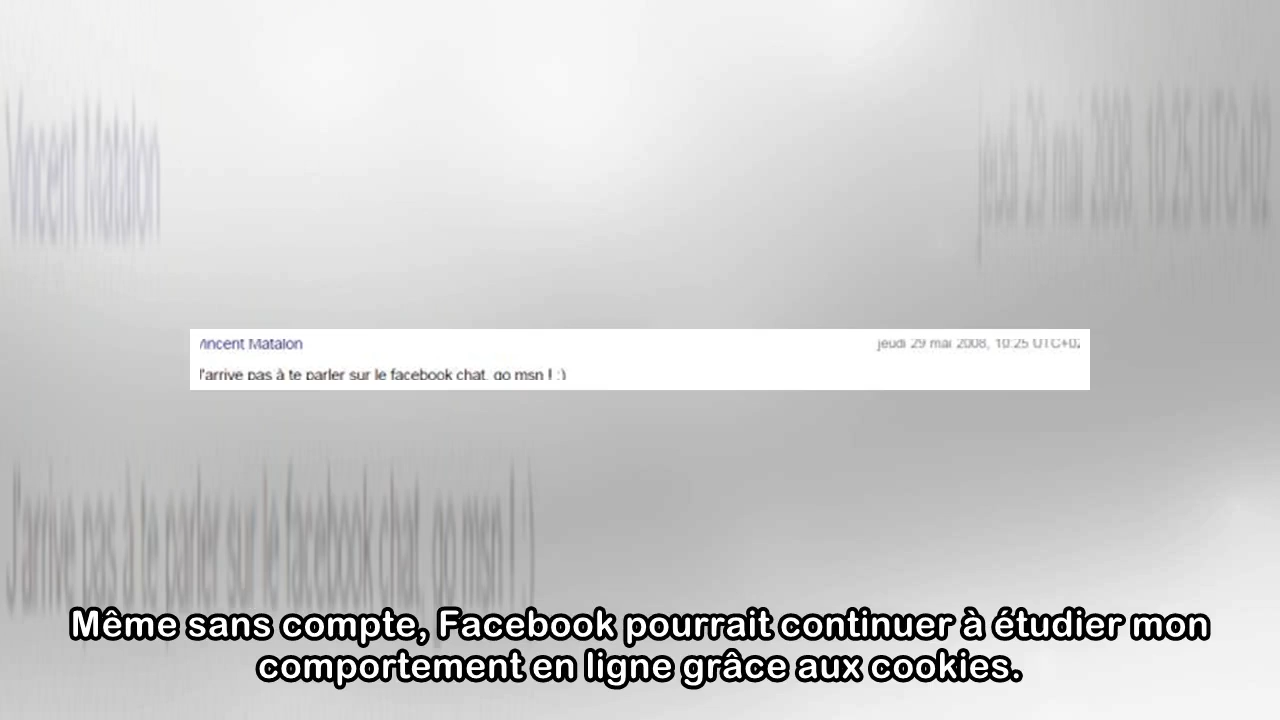 Vincent Matalon
jeudi 29 mai 2008, 10:25 UTC+02
J'arrive pas à te parler sur le facebook chat. go msn ! :)
Même sans compte, Facebook pourrait continuer à étudier mon
comportement en ligne grâce aux cookies.